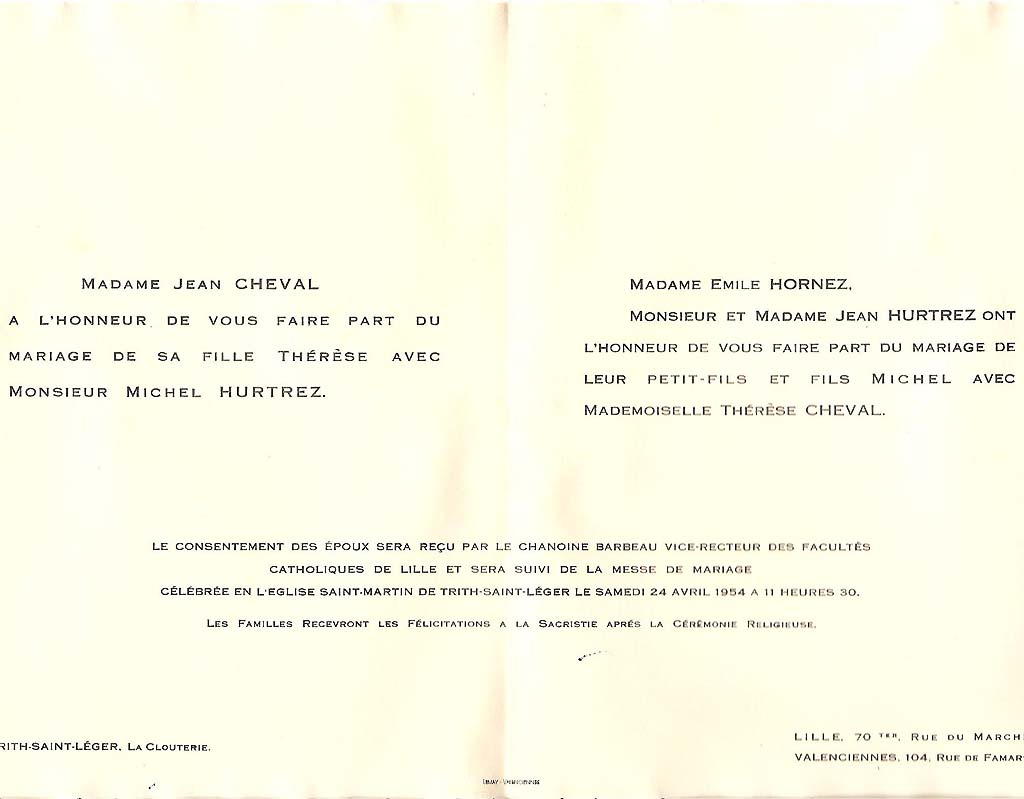 MADAME JEAN CHEVAL
A L'HONNEUR DE VOUS FAIRE PART DU
MARIAGE DE SA FILLE THÉRÈSE AVEC
MONSIEUR MICHEL HURTREZ.
MADAME EMILE HORNEZ,
MONSIEUR ET MADAME JEAN HURTREZ ONT
L'HONNEUR DE VOUS FAIRE PART DU MARIAGE DE
LEUR PETIT-FILS ET FILS MICHEL AVEC
MADEMOISELLE THÉRÈSE CHEVAL.
LE CONSENTEMENT DES ÉPOUX SERA REÇU PAR LE CHANOINE BARBEAU VICE-RECTEUR DES FACULTÉS
CATHOLIQUES DE LILLE ET SERA SUIVI DE LA MESSE DE MARIAGE
CÉLÉBRÉE EN L'EGLISE SAINT-MARTIN DE TRITH-SAINT-LÉGER LE SAMEDI 24 AVRIL 1954 A 11 HEURES 30.
LES FAMILLES RECEVRONT LES FÉLICITATIONS A LA SACRISTIE APRÉS LA CÉRÉMONIE RELIGIEUSE.
RITH-SAINT-LÉGER, LA CLOUTERIE.
LILLE, 70 TER, RUE DU MARCH
VALENCIENNES, 104, RUE DE FAMAR